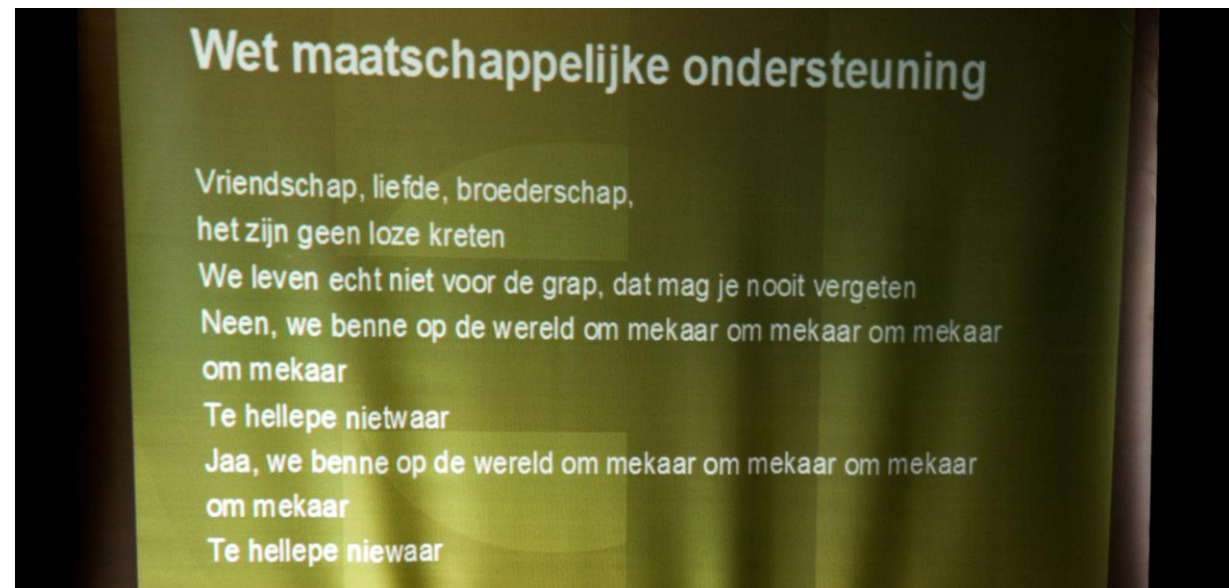 Wet maatschappelijke ondersteuning
Vriendschap, liefde, broederschap,
het zijn geen loze kreten
We leven echt niet voor de grap, dat mag je nooit vergeten
Neen, we benne op de wereld om mekaar om mekaar om mekaar
om mekaar
Te hellepe nietwaar
Jaa, we benne op de wereld om mekaar om mekaar om mekaar
om mekaar
Te hellepe niewaar